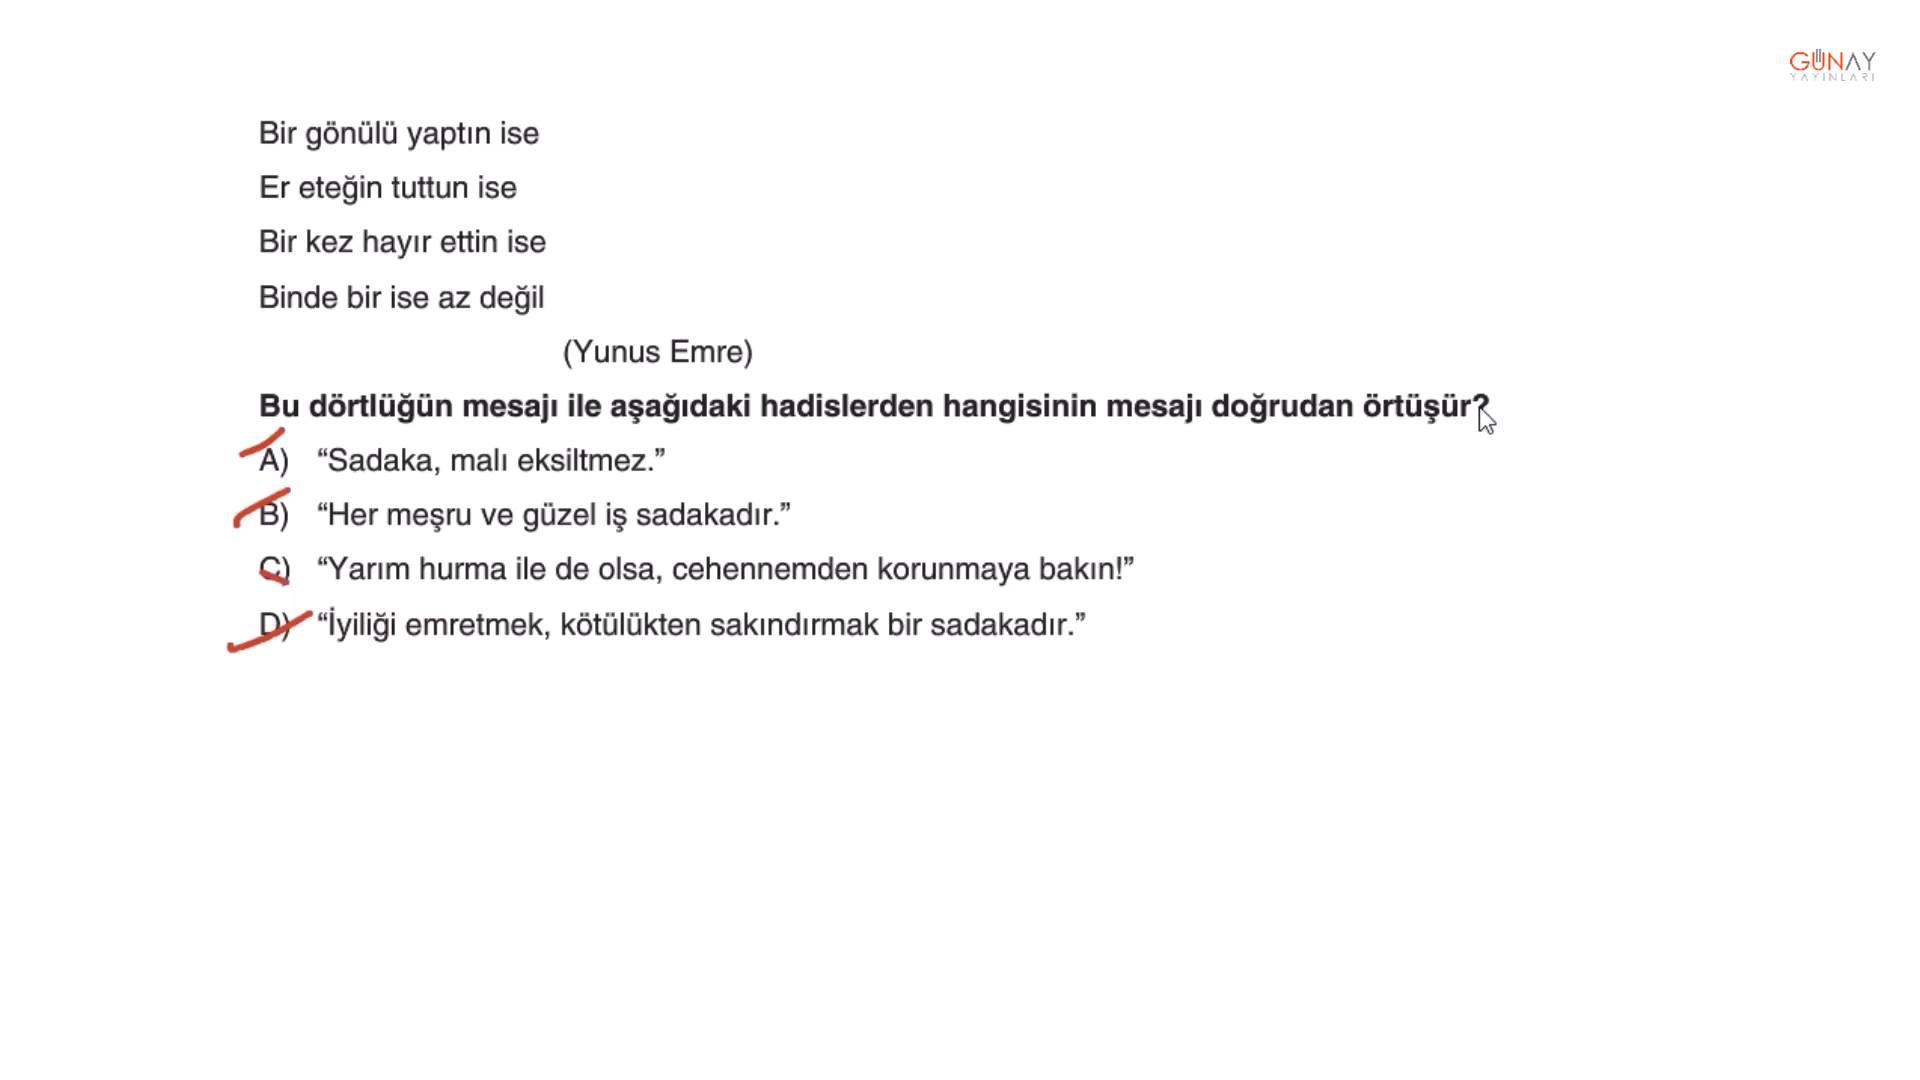 GÜNAY
YAYINLARI
Bir gönülü yaptın ise
Er eteğin tuttun ise
Bir kez hayır ettin ise
Binde bir ise az değil
(Yunus Emre)
Bu dörtlüğün mesajı ile aşağıdaki hadislerden hangisinin mesajı doğrudan örtüşür?
A) “Sadaka, malı eksiltmez.”
B) “Her meşru ve güzel iş sadakadır.”
C) “Yarım hurma ile de olsa, cehennemden korunmaya bakın!”
D) “İyiliği emretmek, kötülükten sakındırmak bir sadakadır.”